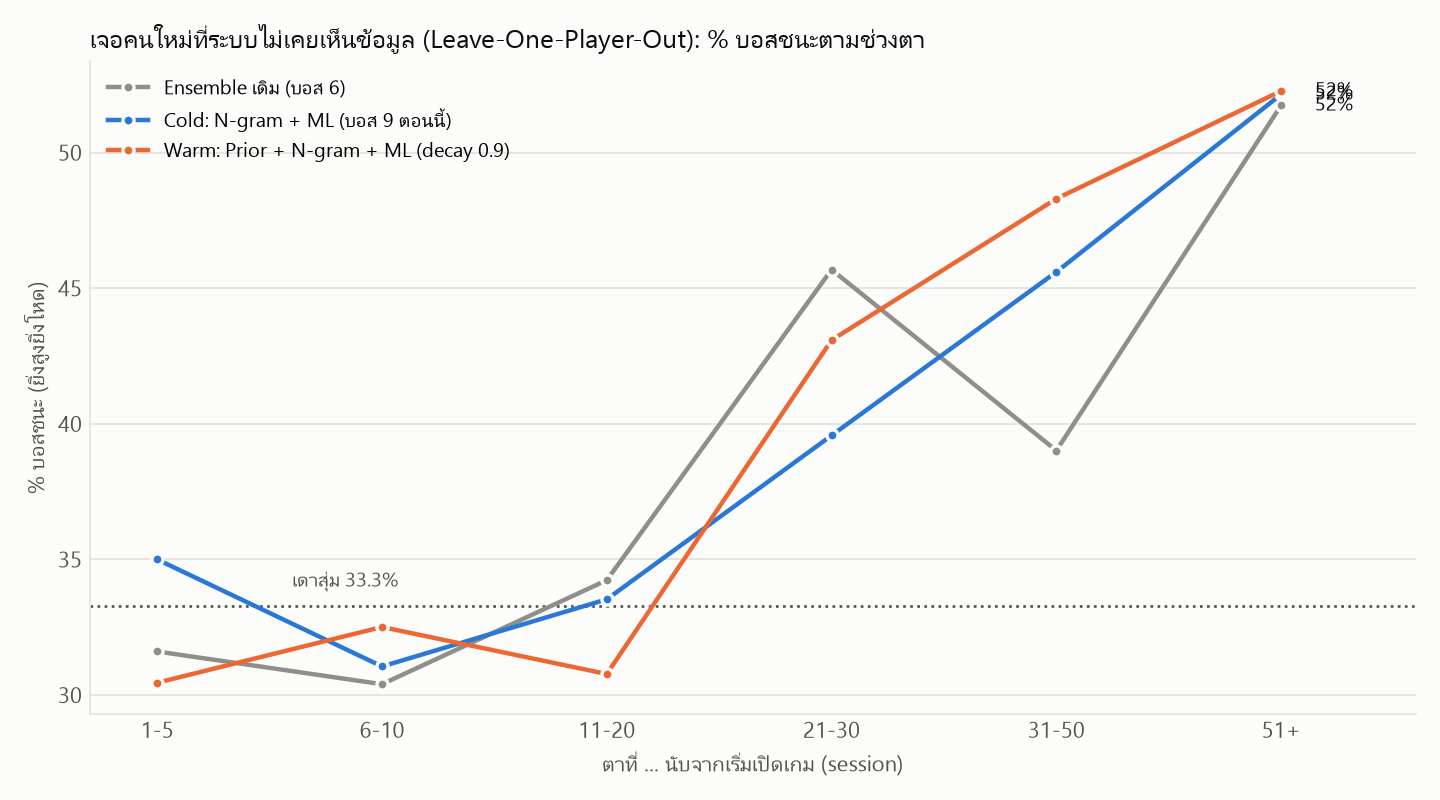 เจอคนใหม่ที่ระบบไม่เคยเห็นข้อมูล (Leave-One-Player-Out): % บอสชนะตามช่วงตา
Ensemble เดิม (บอส 6)
Cold: N-gram + ML (บอส 9 ตอนนี้)
Warm: Prior + N-gram + ML (decay 0.9)
52%
52%
52%
% บอสชนะ (ยิ่งสูงยิ่งโหด)
50
45
40
35
30
เดาสุ่ม 33.3%
1-5
6-10
11-20
21-30
31-50
51+
ตาที่ ... นับจากเริ่มเปิดเกม (session)